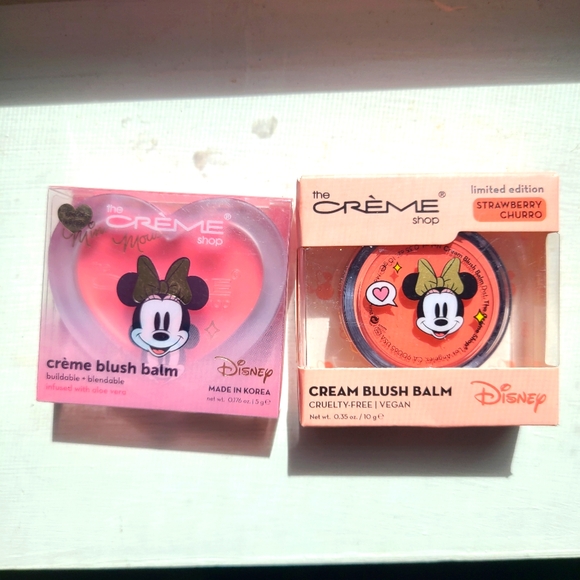 the
CRÈME®
shop
crème blush balm
buildable • blendable
infused with aloe vera
Disney
MADE IN KOREA
Net wt. 0.176 oz. | 5 g e
the
CRÈME®
shop
limited edition
STRAWBERRY
CHURRO
CREAM BLUSH BALM
CRUELTY-FREE | VEGAN
Net wt. 0.35 oz. / 10 g e
Disney